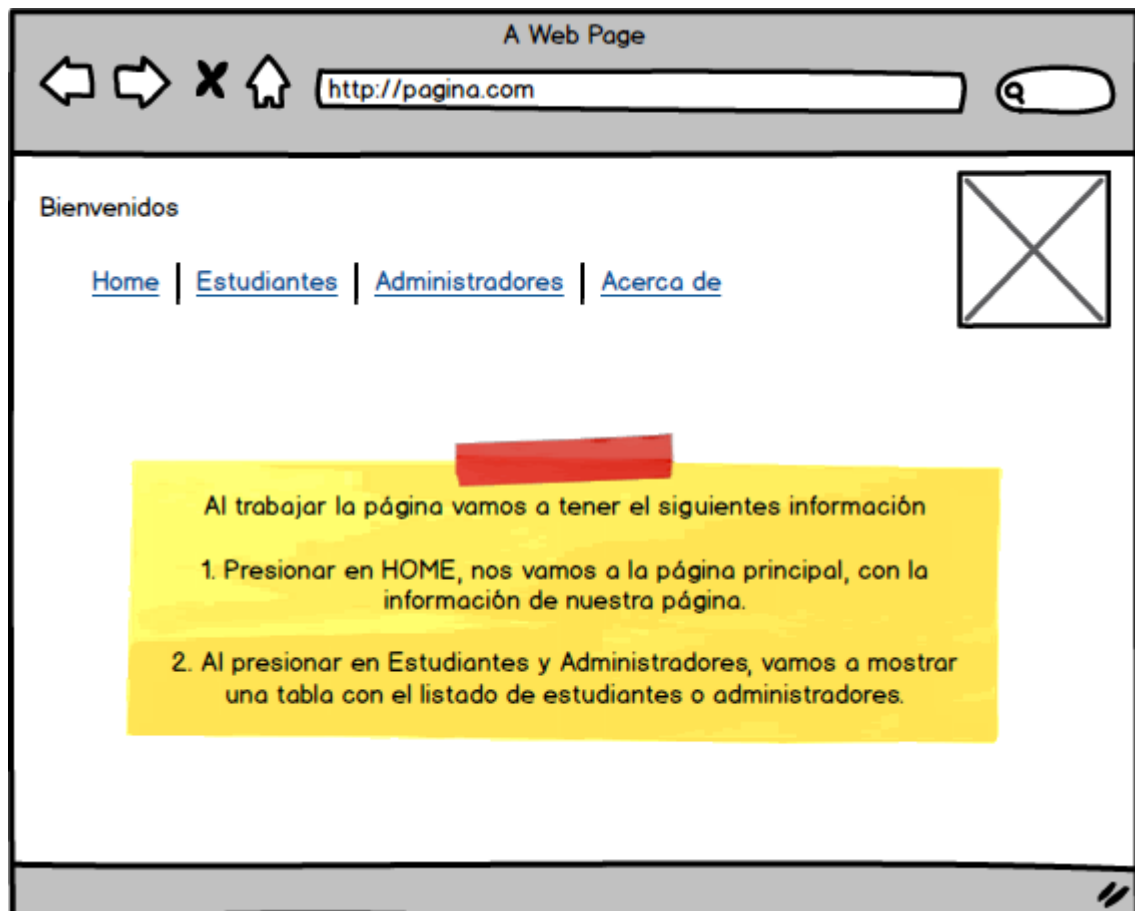 A Web Page
http://pagina.com
Bienvenidos
Home | Estudiantes | Administradores | Acerca de
Al trabajar la página vamos a tener el siguientes información
1. Presionar en HOME, nos vamos a la página principal, con la
información de nuestra página.
2. Al presionar en Estudiantes y Administradores, vamos a mostrar
una tabla con el listado de estudiantes o administradores.